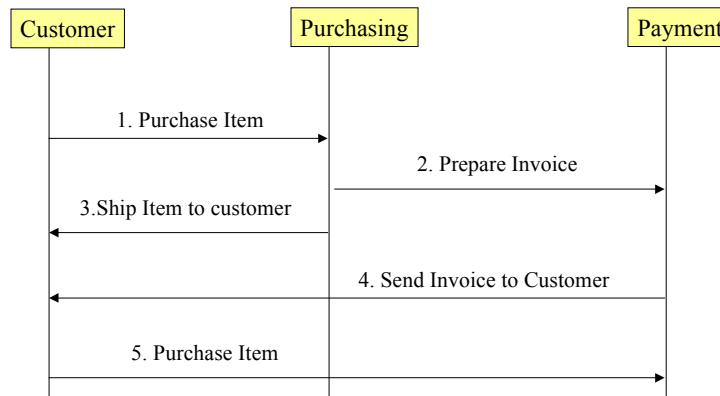 Customer
Purchasing
Payment
1. Purchase Item
2. Prepare Invoice
3.Ship Item to customer
4. Send Invoice to Customer
5. Purchase Item